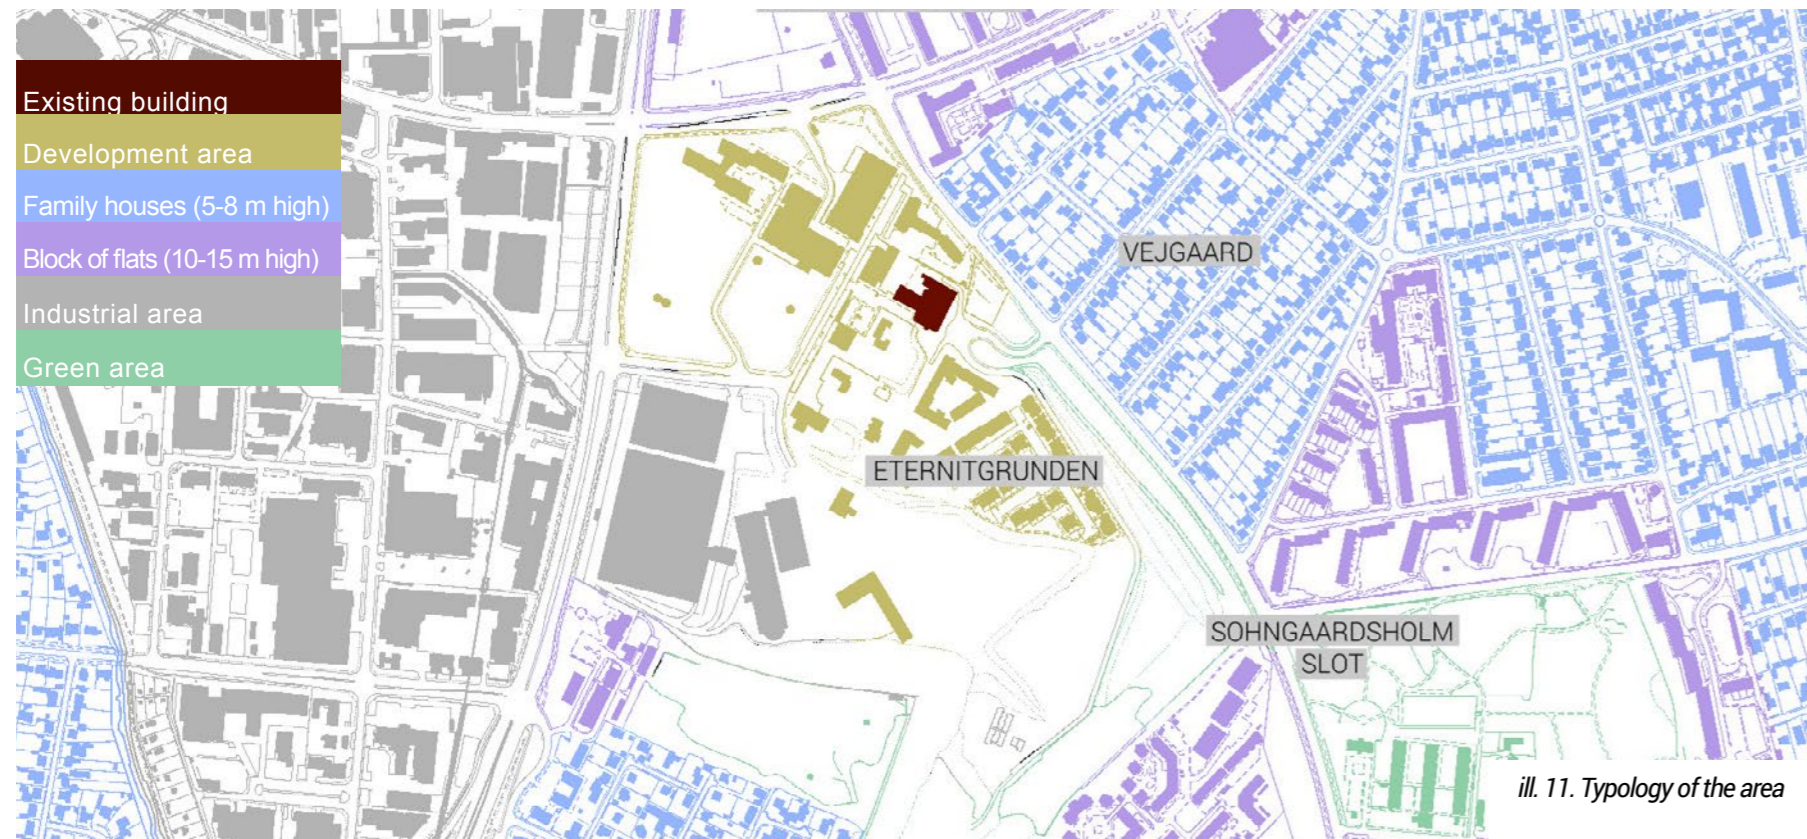 Existing building
Development area
Family houses (5-8 m high)
Block of flats (10-15 m high)
Industrial area
Green area
VEJGAARD
ETERNITGRUNDEN
SOHNGAARDSHOLM
SLOT
ill. 11. Typology of the area